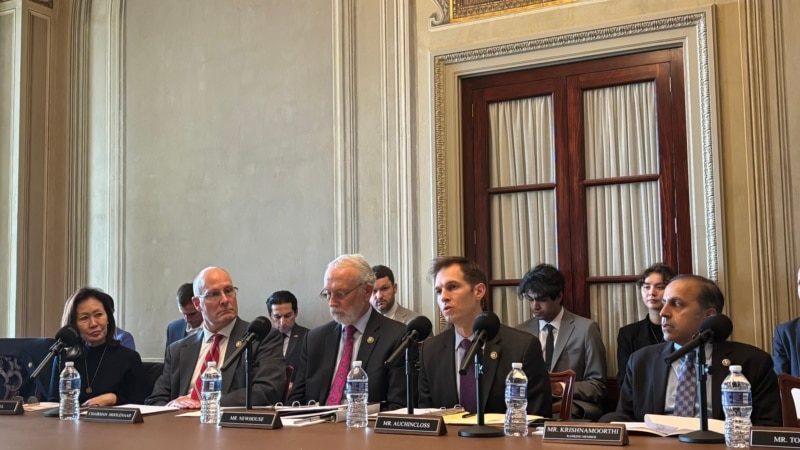 CHAIRMAN MOOLENAAR
MR. NEWHOUSE
MR. AUCHINCLOSS
MR. KRISHNAMOORTHI
RANKING MEMBER
MR. TO